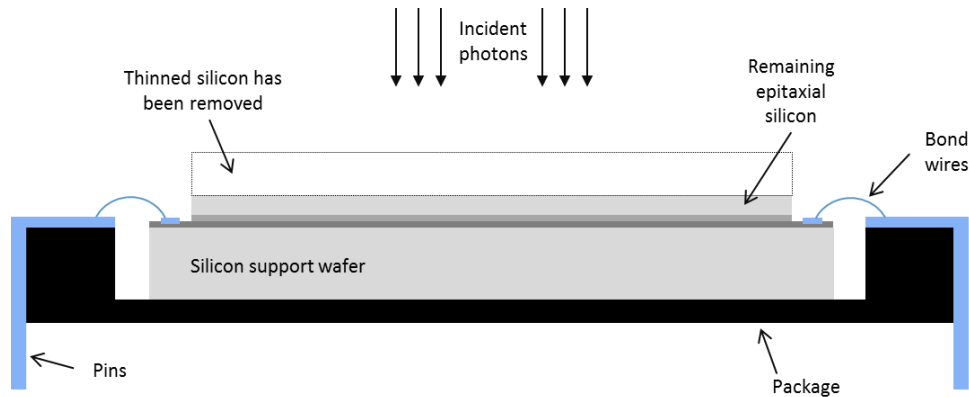 Incident
photons
Thinned silicon has
been removed
Remaining
epitaxial
silicon
Bond
wires
Silicon support wafer
Pins
Package